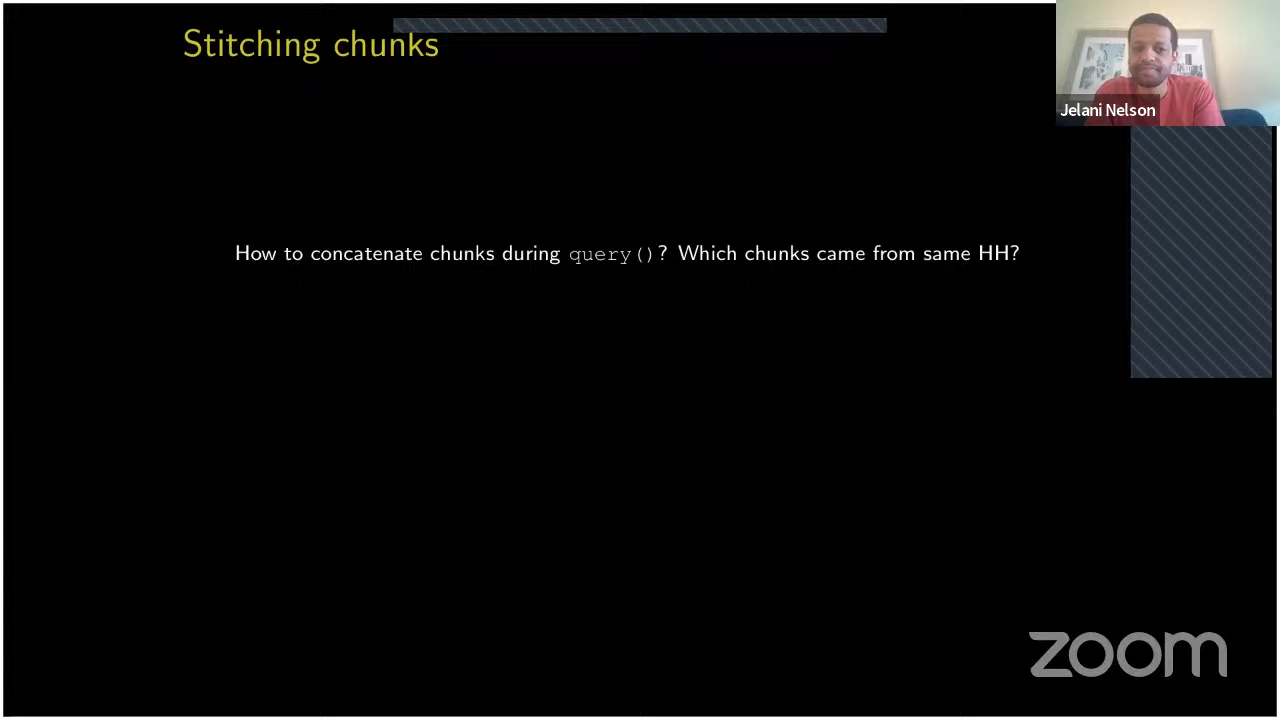 Stitching chunks
Jelani Nelson
How to concatenate chunks during query()? Which chunks came from same HH?
zoom